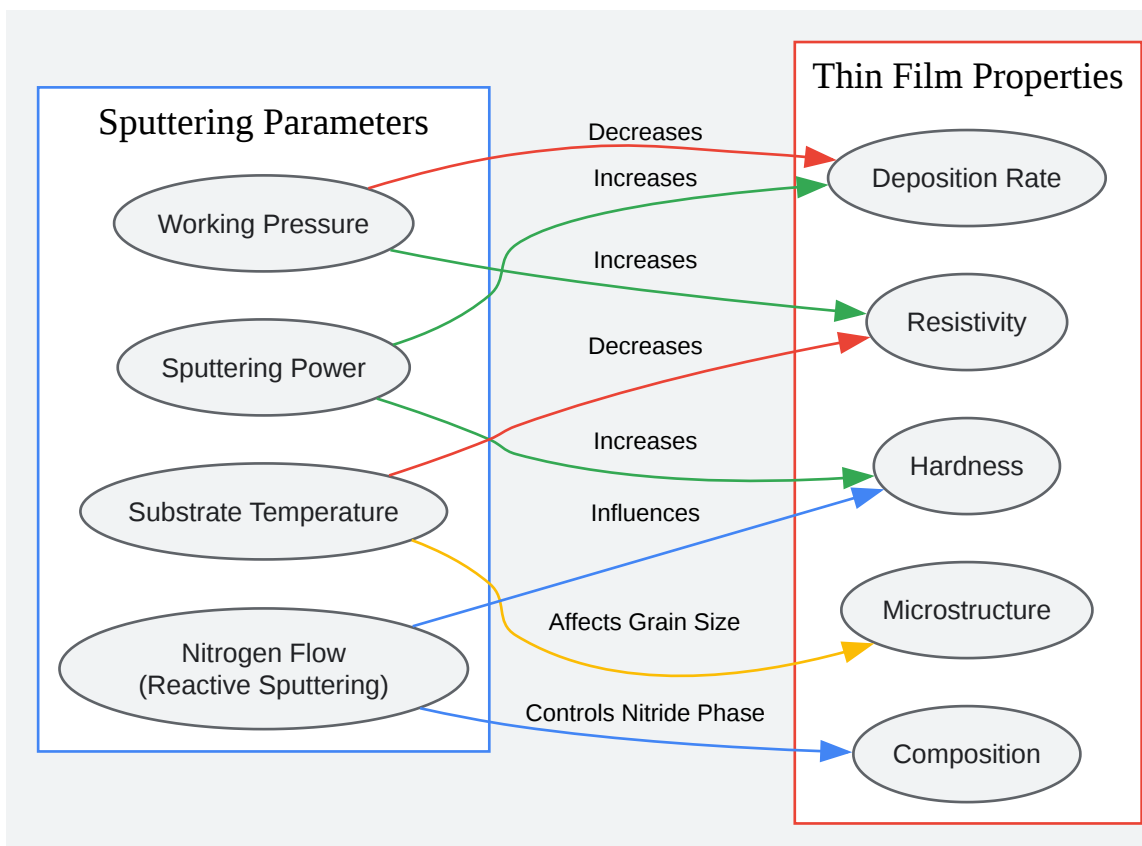 Thin Film Properties
Sputtering Parameters
Decreases
Deposition Rate
Increases
Working Pressure
Increases
Resistivity
Decreases
Sputtering Power
Increases
Hardness
Substrate Temperature
Influences
Affects Grain Size
Microstructure
Nitrogen Flow
(Reactive Sputtering)
Controls Nitride Phase
Composition